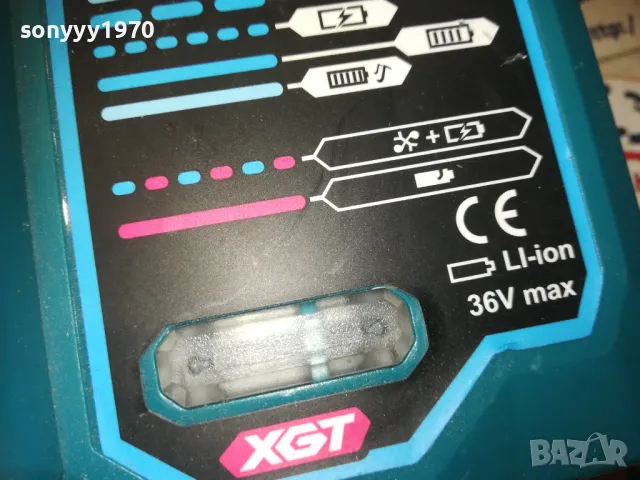 sonyyy1970
CE
LI-ion
36V max
XGT
BAZAR